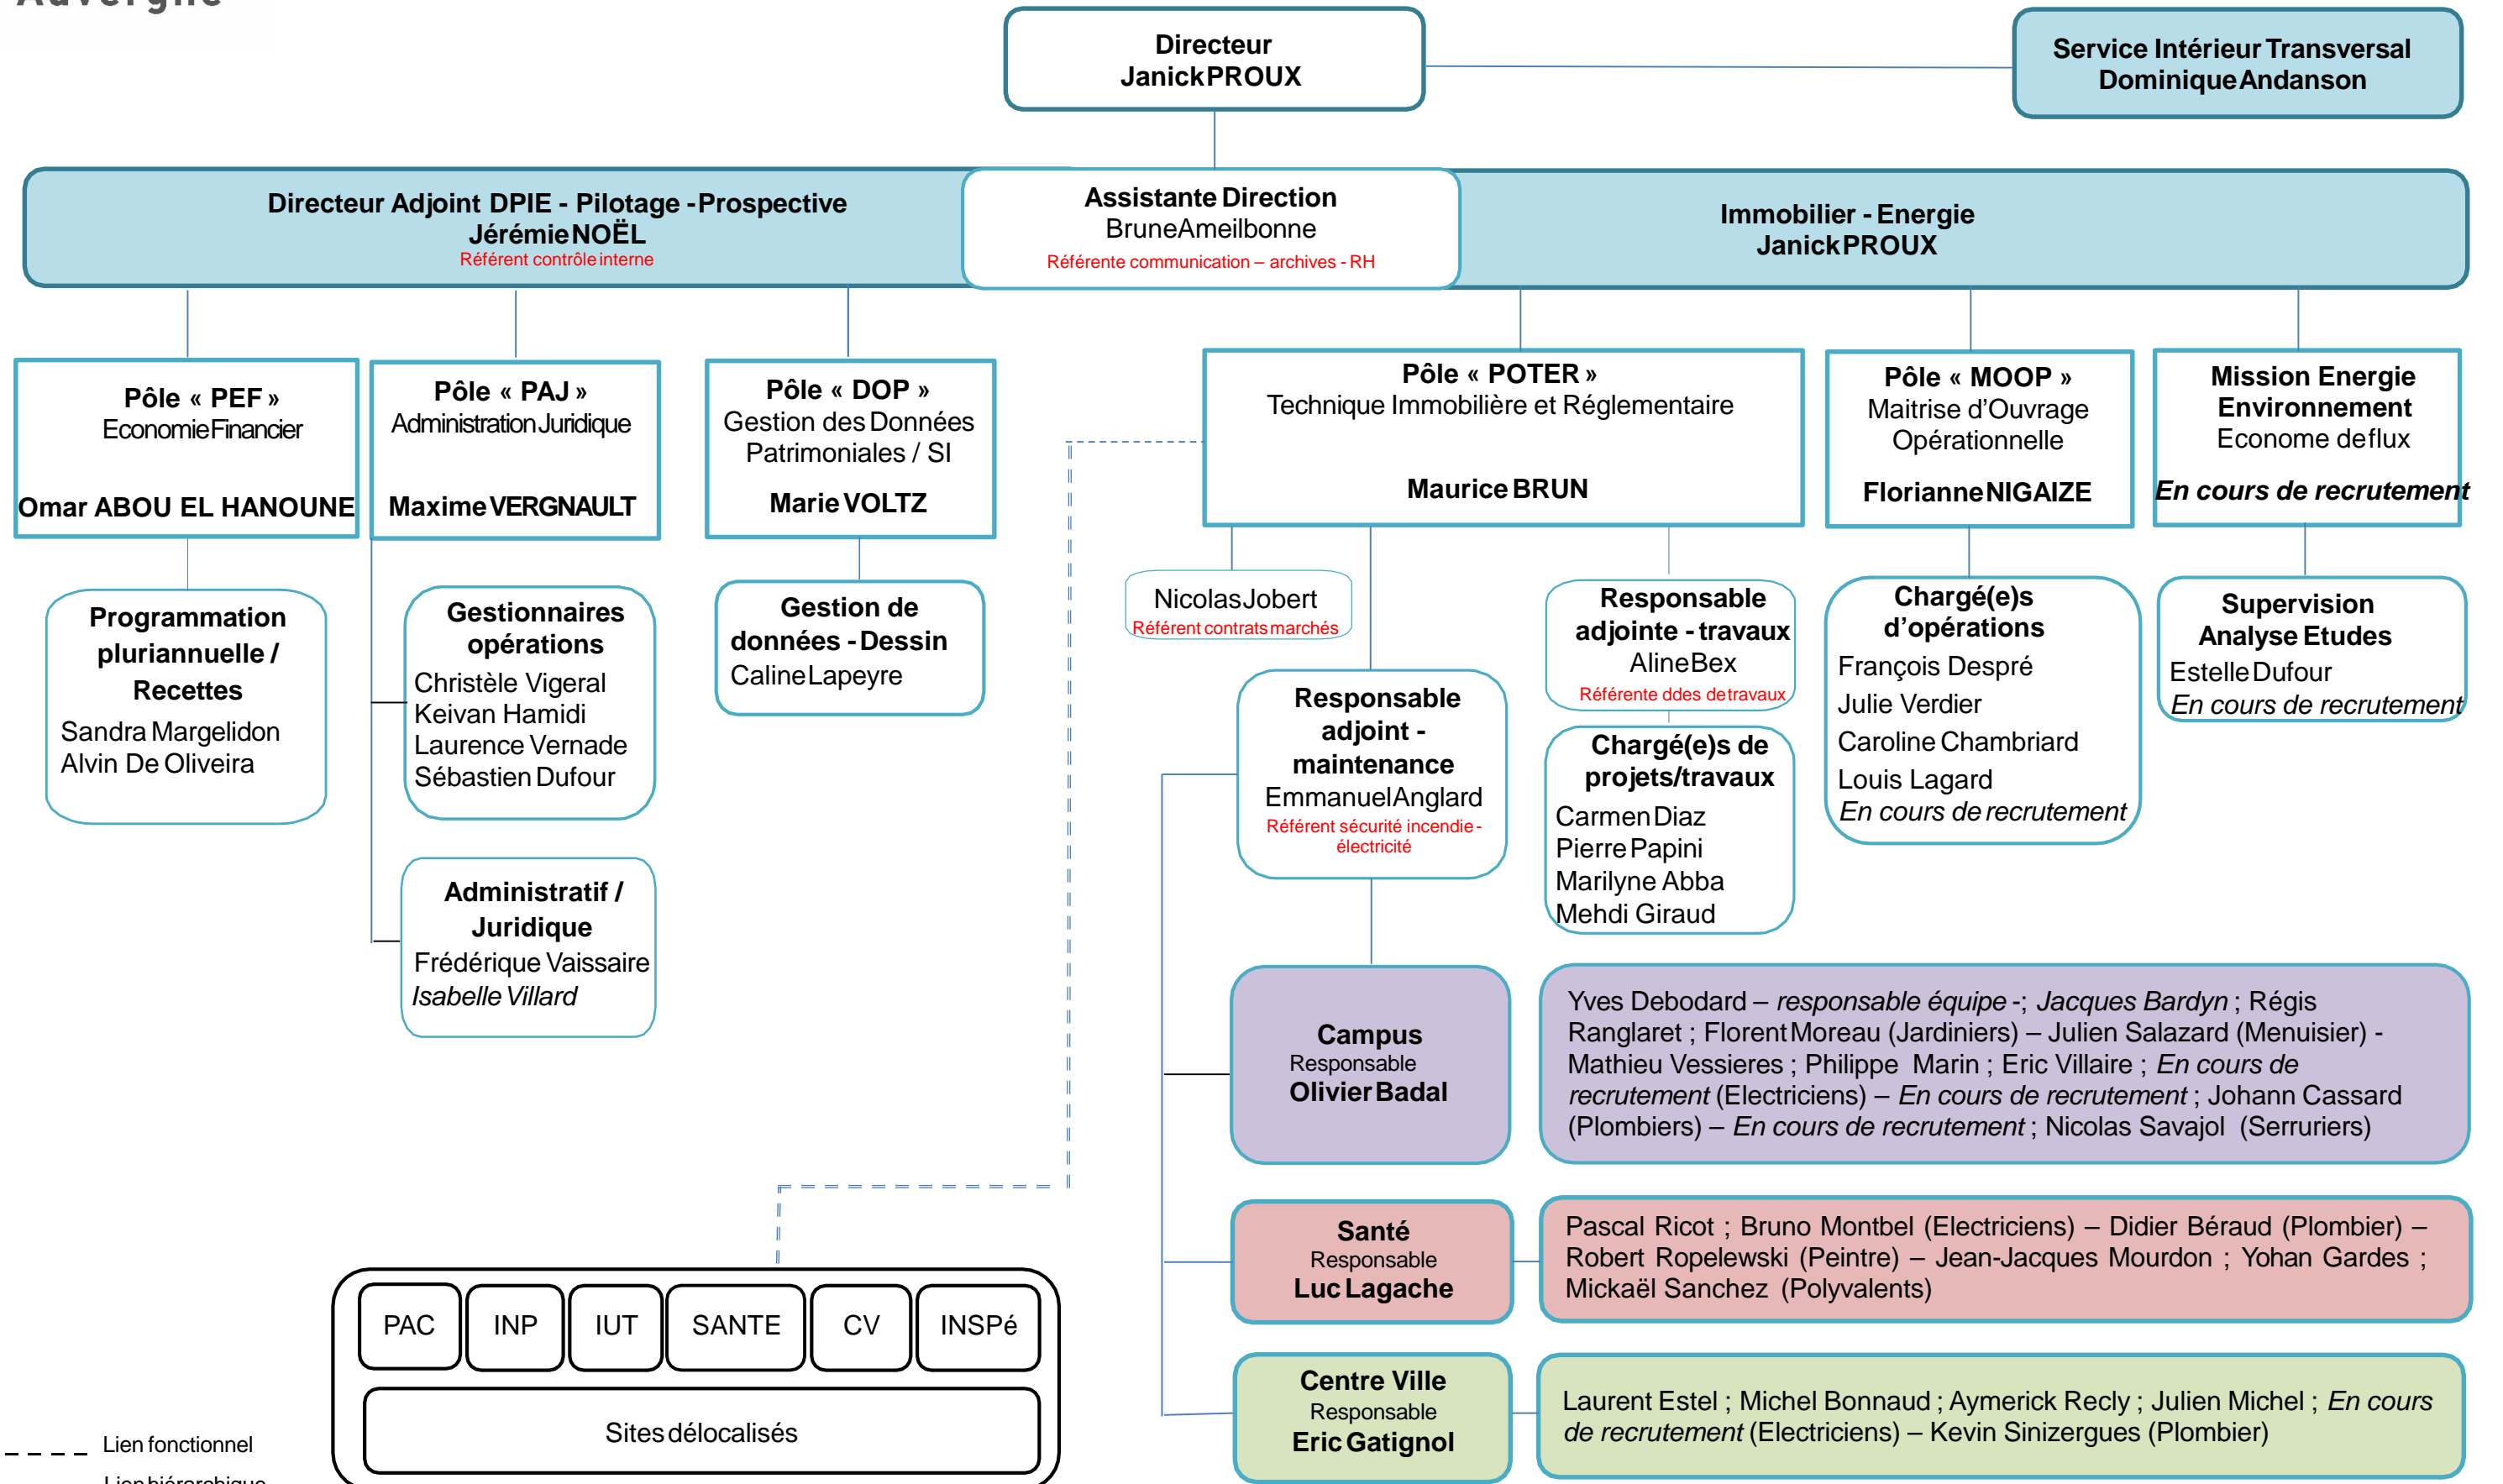 Auvergne
Directeur
Janick PROUX
Service Intérieur Transversal
Dominique Andanson
Directeur Adjoint DPIE - Pilotage - Prospective
Jérémie NOËL
Référent contrôle interne
Assistante Direction
Brune Ameilbonne
Référente communication – archives - RH
Immobilier - Energie
Janick PROUX
Pôle « PEF »
Economie Financier
Omar ABOU EL HANOUNE
Pôle « PAJ »
Administration Juridique
Maxime VERGNAULT
Pôle « DOP »
Gestion des Données
Patrimoniales / SI
Marie VOLTZ
Pôle « POTER »
Technique Immobilière et Réglementaire
Maurice BRUN
Pôle « MOOP »
Maitrise d'Ouvrage
Opérationnelle
Florianne NIGAIZE
Mission Energie
Environnement
Econome de flux
En cours de recrutement
Programmation
pluriannuelle /
Recettes
Sandra Margelidon
Alvin De Oliveira
Gestionnaires
opérations
Christèle Vigeral
Keivan Hamidi
Laurence Vernade
Sébastien Dufour
Administratif /
Juridique
Frédérique Vaissaire
Isabelle Villard
Gestion de
données - Dessin
Caline Lapeyre
Nicolas Jobert
Référent contrats marchés
Responsable
adjoint -
maintenance
Emmanuel Anglard
Référent sécurité incendie -
électricité
Responsable
adjointe - travaux
Aline Bex
Référente ddes de travaux
Chargé(e)s de
projets/travaux
Carmen Diaz
Pierre Papini
Marilyne Abba
Mehdi Giraud
Chargé(e)s
d'opérations
François Despré
Julie Verdier
Caroline Chambriard
Louis Lagard
En cours de recrutement
Supervision
Analyse Etudes
Estelle Dufour
En cours de recrutement
Campus
Responsable
Olivier Badal
Yves Debodard – responsable équipe -; Jacques Bardyn ; Régis
Ranglaret ; Florent Moreau (Jardiniers) – Julien Salazard (Menuisier) -
Mathieu Vessieres ; Philippe Marin ; Eric Villaire ; En cours de
recrutement (Electriciens) – En cours de recrutement ; Johann Cassard
(Plombiers) – En cours de recrutement ; Nicolas Savajol (Serruriers)
Santé
Responsable
Luc Lagache
Pascal Ricot ; Bruno Montbel (Electriciens) – Didier Béraud (Plombier) –
Robert Ropelewski (Peintre) – Jean-Jacques Mourdon ; Yohan Gardes ;
Mickaël Sanchez (Polyvalents)
Centre Ville
Responsable
Eric Gatignol
Laurent Estel ; Michel Bonnaud ; Aymerick Recly ; Julien Michel ; En cours
de recrutement (Electriciens) – Kevin Sinizergues (Plombier)
PAC
INP
IUT
SANTE
CV
INSPé
Sites délocalisés
Lien fonctionnel
Lien hiérarchique